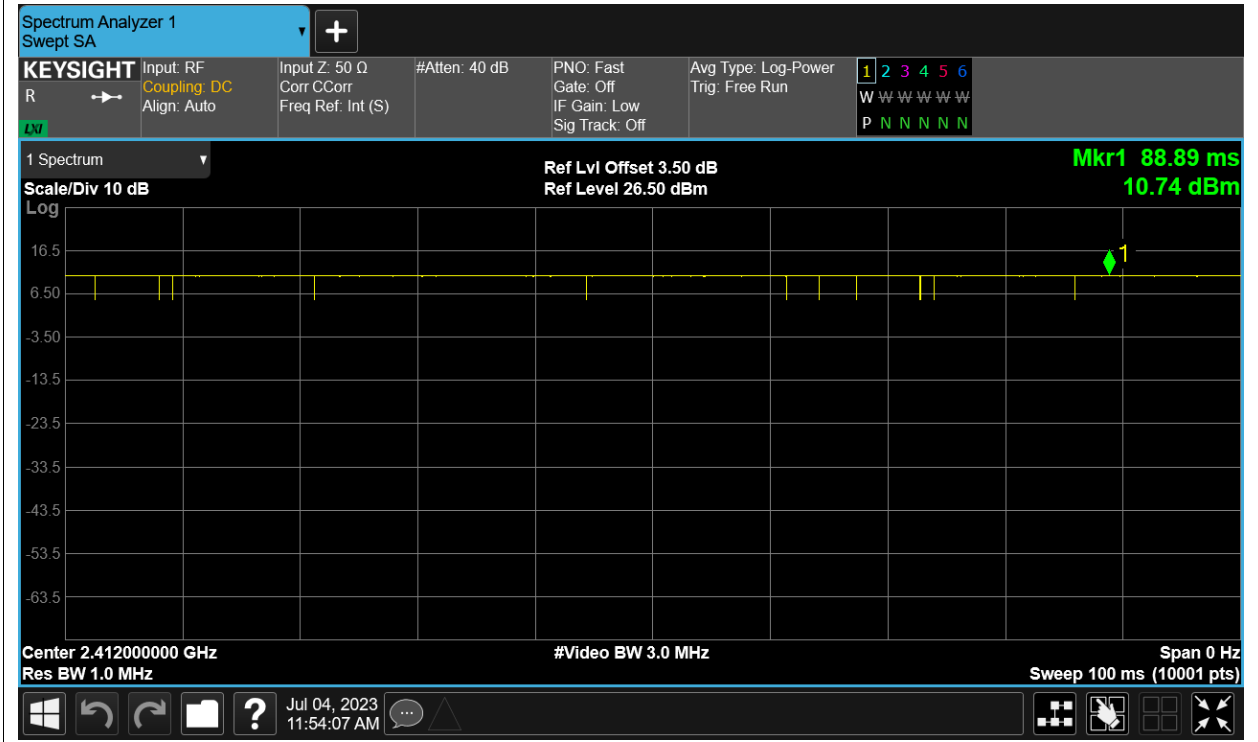 Spectrum Analyzer 1
Swept SA
KEYSIGHT
R
LXI
Input: RF
Coupling: DC
Align: Auto
Input Z: 50 Ω
Corr CCorr
Freq Ref: Int (S)
#Atten: 40 dB
PNO: Fast
Gate: Off
IF Gain: Low
Sig Track: Off
Avg Type: Log-Power
Trig: Free Run
1 2 3 4 5 6
W W W W W W
P N N N N N
1 Spectrum
Scale/Div 10 dB
Log
Ref Lvl Offset 3.50 dB
Ref Level 26.50 dBm
Mkr1 88.89 ms
10.74 dBm
1
16.5
6.50
-3.50
-13.5
-23.5
-33.5
-43.5
-53.5
-63.5
Center 2.412000000 GHz
Res BW 1.0 MHz
#Video BW 3.0 MHz
Span 0 Hz
Sweep 100 ms (10001 pts)
?
Jul 04, 2023
11:54:07 AM